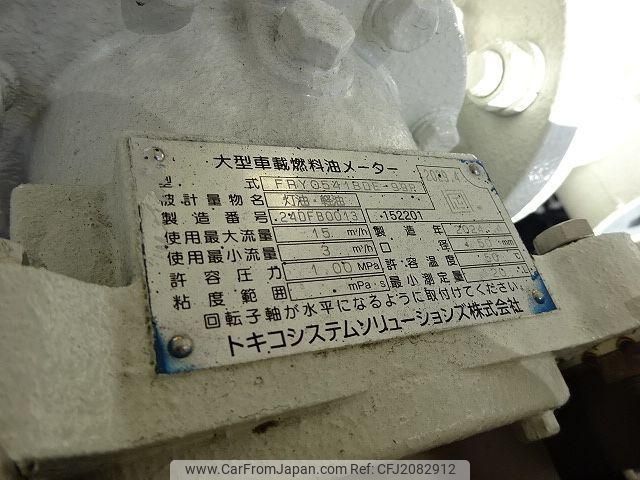 大型車載燃料油メーター
型 式 FRY0541BDE-99R
被計量物名 灯油・軽油
製造番号 240FB0013 -152201
使用最大流量 15 m³/h 製造年 2024.4
使用最小流量 3 m³/h 口 径 50 mm
許容圧力 1.00 MPa 許容温度 50 ℃
粘度範囲 mPa·s 最小測定量 20 L
回転子軸が水平になるように取付けてください。
トキコシステムソリューションズ株式会社
www.CarFromJapan.com | CFJ2082912